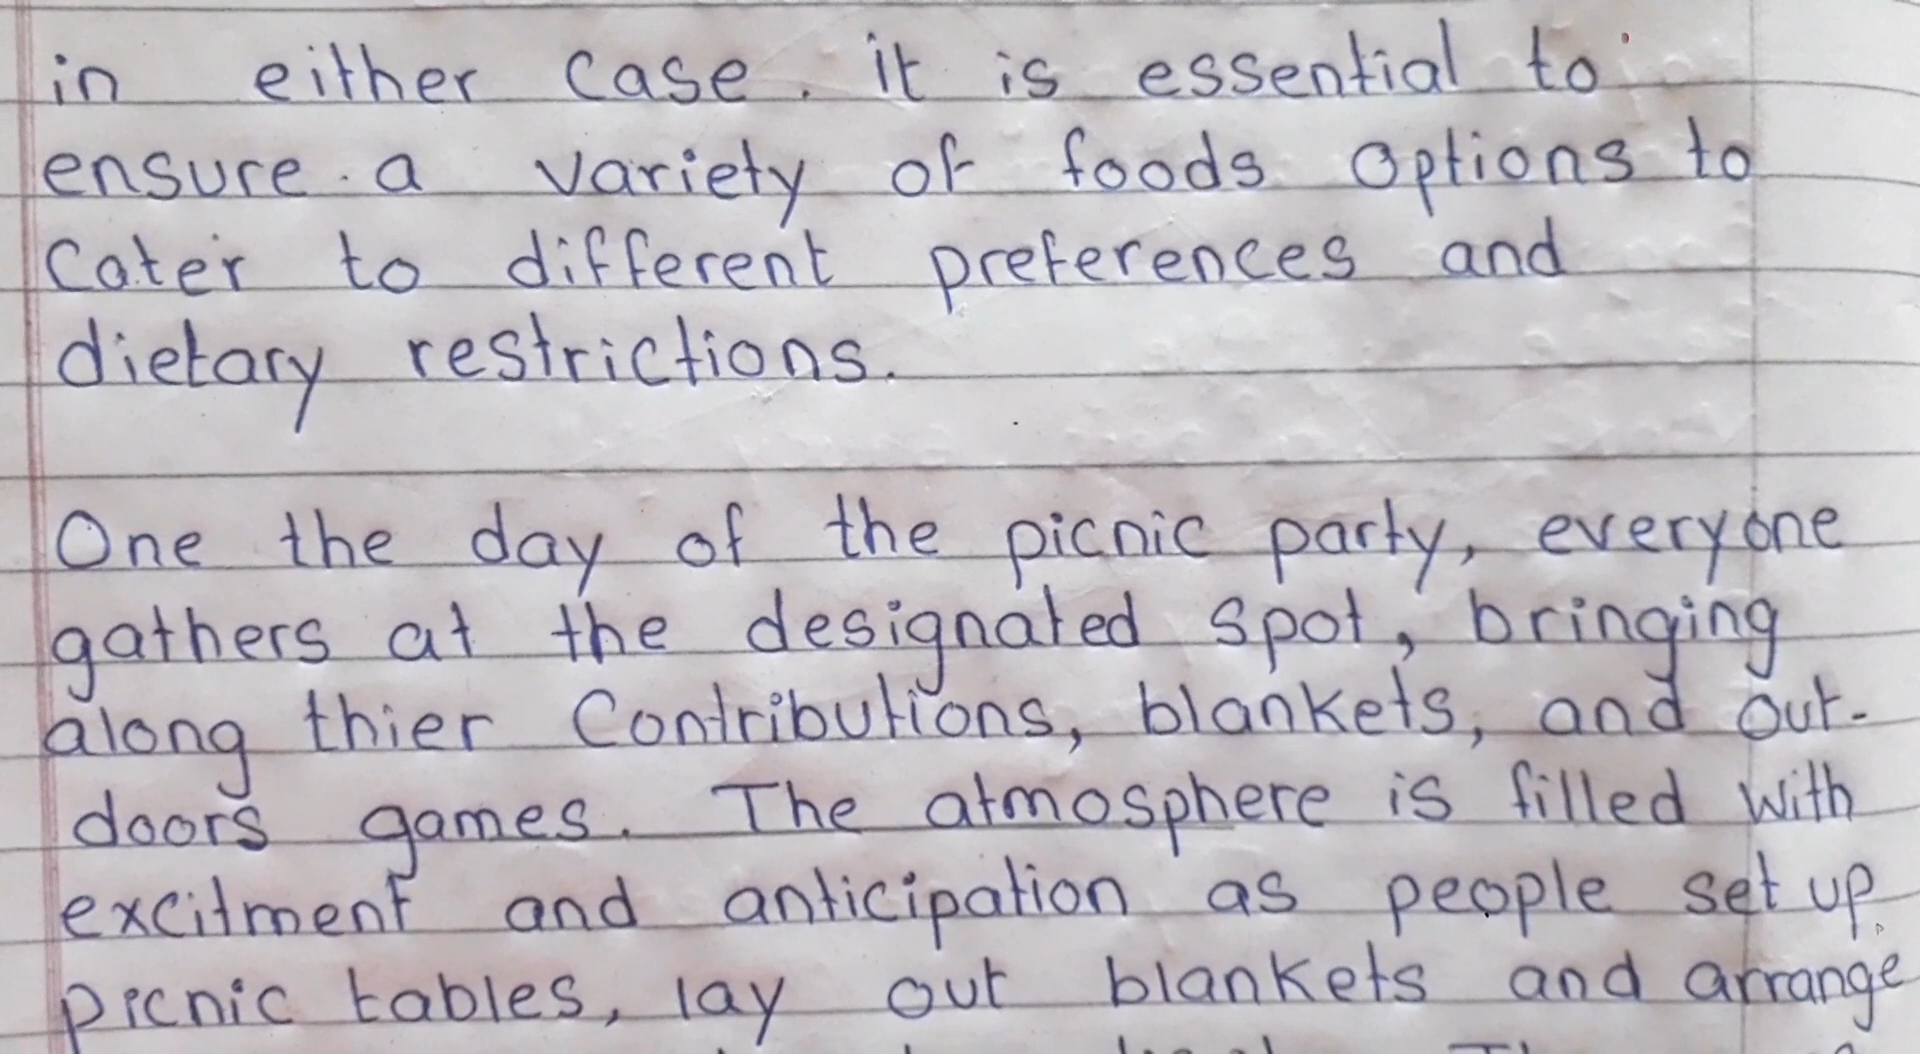 in either case. it is essential to
ensure a variety of foods options to
Cater to different preferences and
dietary restrictions.
One the day of the picnic party, everyone
gathers at the designated spot, bringing
along thier Contributions, blankets, and out-
doors games. The atmosphere is filled with
excitment and anticipation as people set up
picnic tables, lay out blankets and arrange